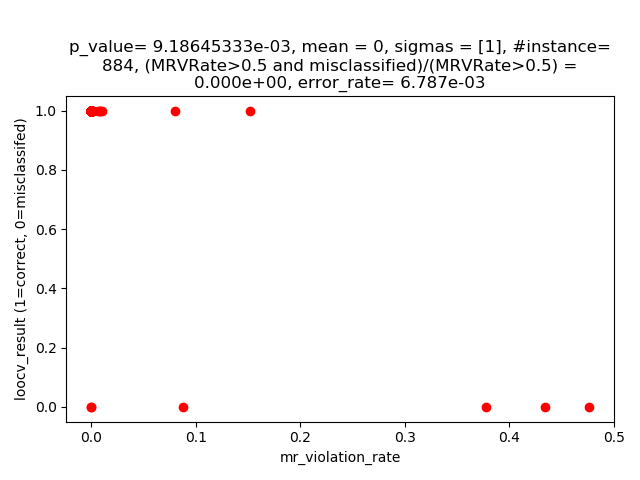 p_value= 9.18645333e-03, mean = 0, sigmas = [1], #instance=
884, (MRVRate>0.5 and misclassified)/(MRVRate>0.5) =
0.000e+00, error_rate= 6.787e-03
1.0
0.8
0.6
0.4
0.2
0.0
loocv_result (1=correct, 0=misclassifed)
0.0 0.1 0.2 0.3 0.4 0.5
mr_violation_rate